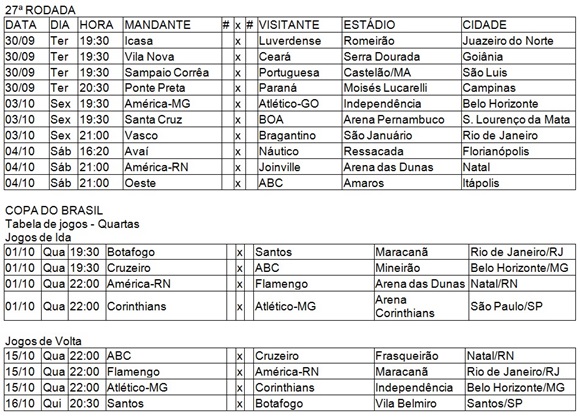 27ª RODADA
DATA DIA HORA MANDANTE # x # VISITANTE ESTÁDIO CIDADE
30/09 Ter 19:30 Icasa x Luverdense Romeirão Juazeiro do Norte
30/09 Ter 19:30 Vila Nova x Ceará Serra Dourada Goiânia
30/09 Ter 19:30 Sampaio Corrêa x Portuguesa Castelão/MA São Luis
30/09 Ter 20:30 Ponte Preta x Paraná Moisés Lucarelli Campinas
03/10 Sex 19:30 América-MG x Atlético-GO Independência Belo Horizonte
03/10 Sex 19:30 Santa Cruz x BOA Arena Pernambuco S. Lourenço da Mata
03/10 Sex 21:00 Vasco x Bragantino São Januário Rio de Janeiro
04/10 Sáb 16:20 Avaí x Náutico Ressacada Florianópolis
04/10 Sáb 21:00 América-RN x Joinville Arena das Dunas Natal
04/10 Sáb 21:00 Oeste x ABC Amaros Itápolis
COPA DO BRASIL
Tabela de jogos - Quartas
Jogos de Ida
01/10 Qua 19:30 Botafogo x Santos Maracanã Rio de Janeiro/RJ
01/10 Qua 19:30 Cruzeiro x ABC Mineirão Belo Horizonte/MG
01/10 Qua 22:00 América-RN x Flamengo Arena das Dunas Natal/RN
01/10 Qua 22:00 Corinthians x Atlético-MG Arena Corinthians São Paulo/SP
Jogos de Volta
15/10 Qua 22:00 ABC x Cruzeiro Frasqueirão Natal/RN
15/10 Qua 22:00 Flamengo x América-RN Maracanã Rio de Janeiro/RJ
15/10 Qua 22:00 Atlético-MG x Corinthians Independência Belo Horizonte/MG
16/10 Qui 20:30 Santos x Botafogo Vila Belmiro Santos/SP